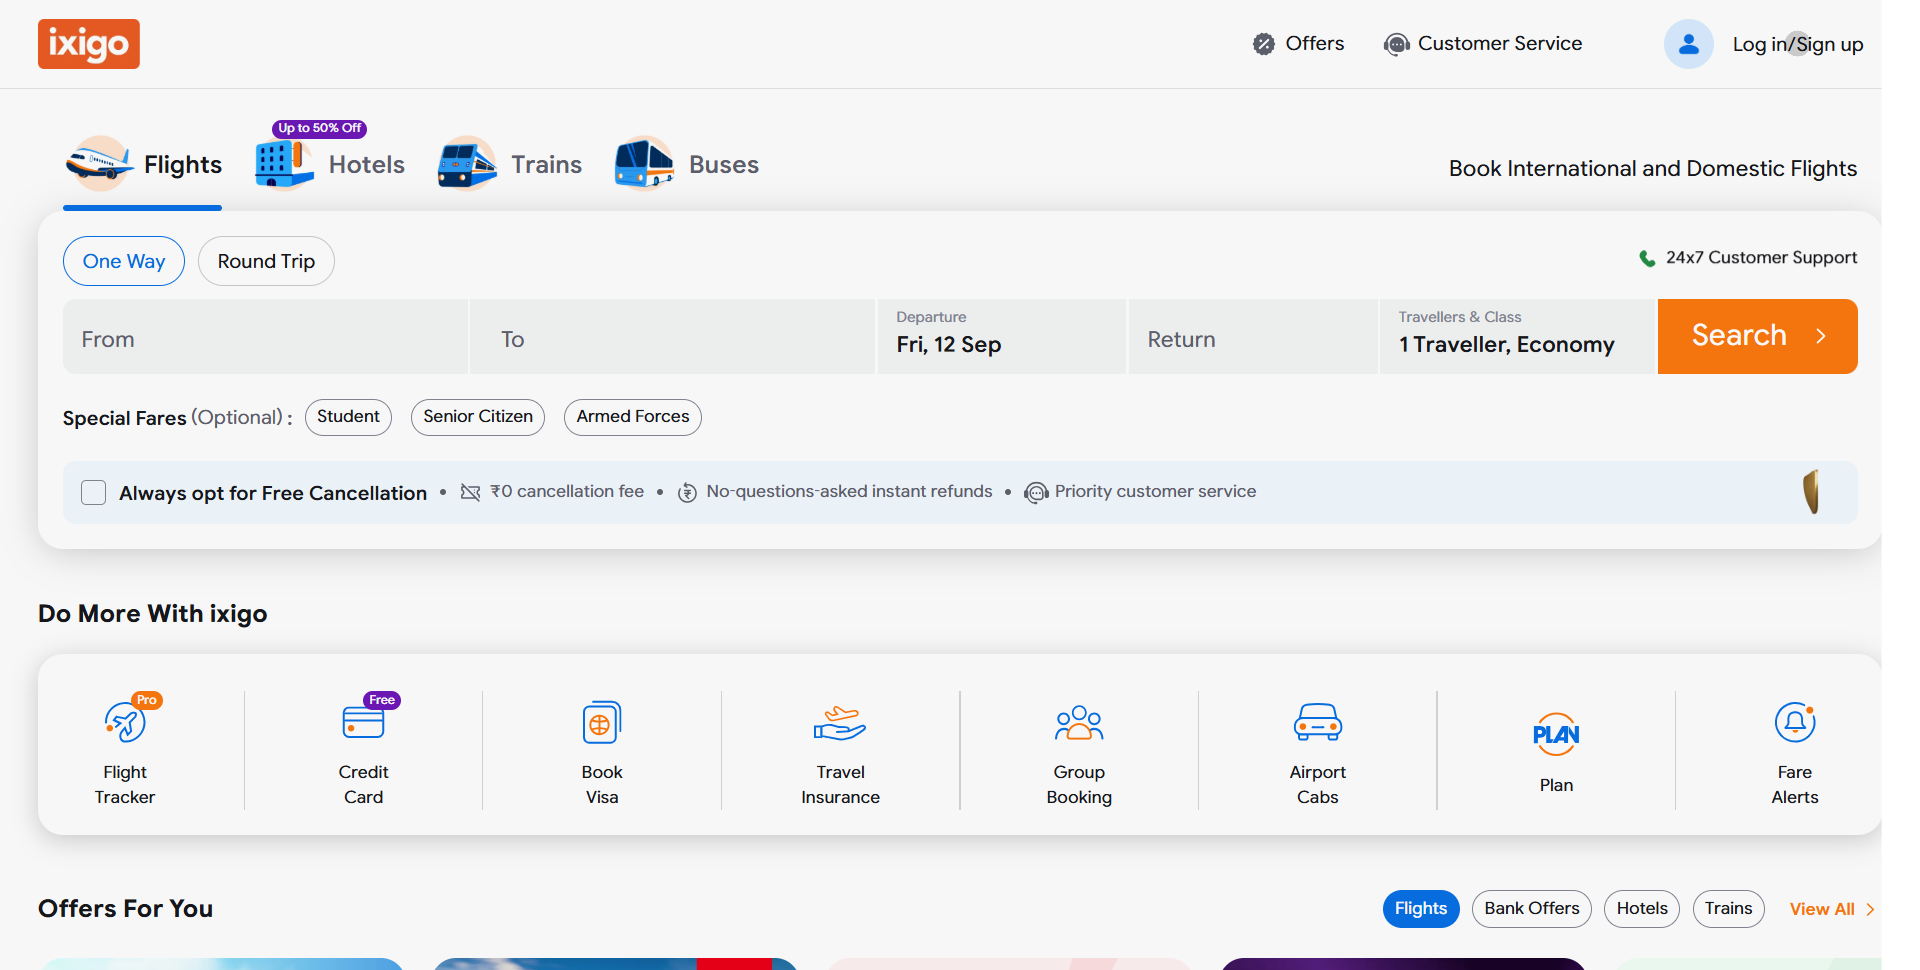 ixigo
Offers
Customer Service
Log in/Sign up
Up to 50% Off
Flights
Hotels
Trains
Buses
Book International and Domestic Flights
One Way
Round Trip
24x7 Customer Support
From
To
Departure
Fri, 12 Sep
Return
Travellers & Class
1 Traveller, Economy
Search
Special Fares (Optional) :
Student
Senior Citizen
Armed Forces
Always opt for Free Cancellation • ₹0 cancellation fee • No-questions-asked instant refunds • Priority customer service
Do More With ixigo
Pro
Flight
Tracker
Free
Credit
Card
Book
Visa
Travel
Insurance
Group
Booking
Airport
Cabs
PLAN
Plan
Fare
Alerts
Offers For You
Flights
Bank Offers
Hotels
Trains
View All